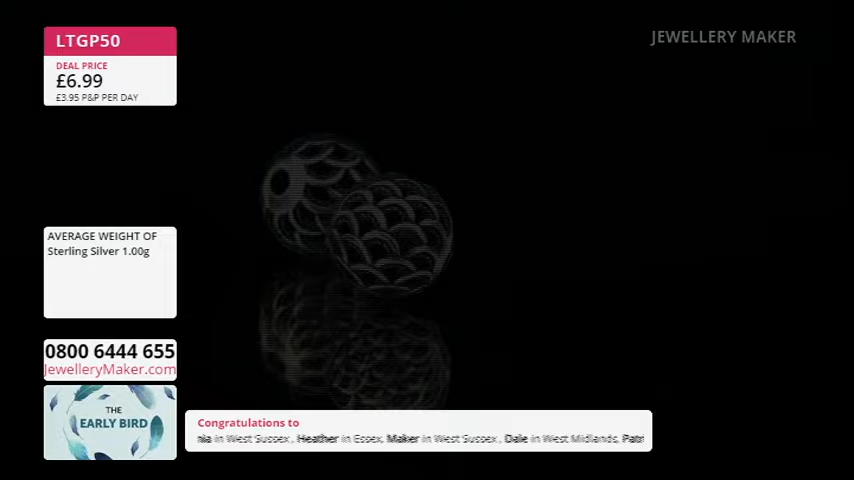 LTGP50
DEAL PRICE
£6.99
£3.95 P&P PER DAY
JEWELLERY MAKER
AVERAGE WEIGHT OF
Sterling Silver 1.00g
0800 6444 655
JewelleryMaker.com
THE
EARLY BIRD
Congratulations to
nia in West Sussex, Heather in Essex, Maker in West Sussex, Dale in West Midlands, Patri